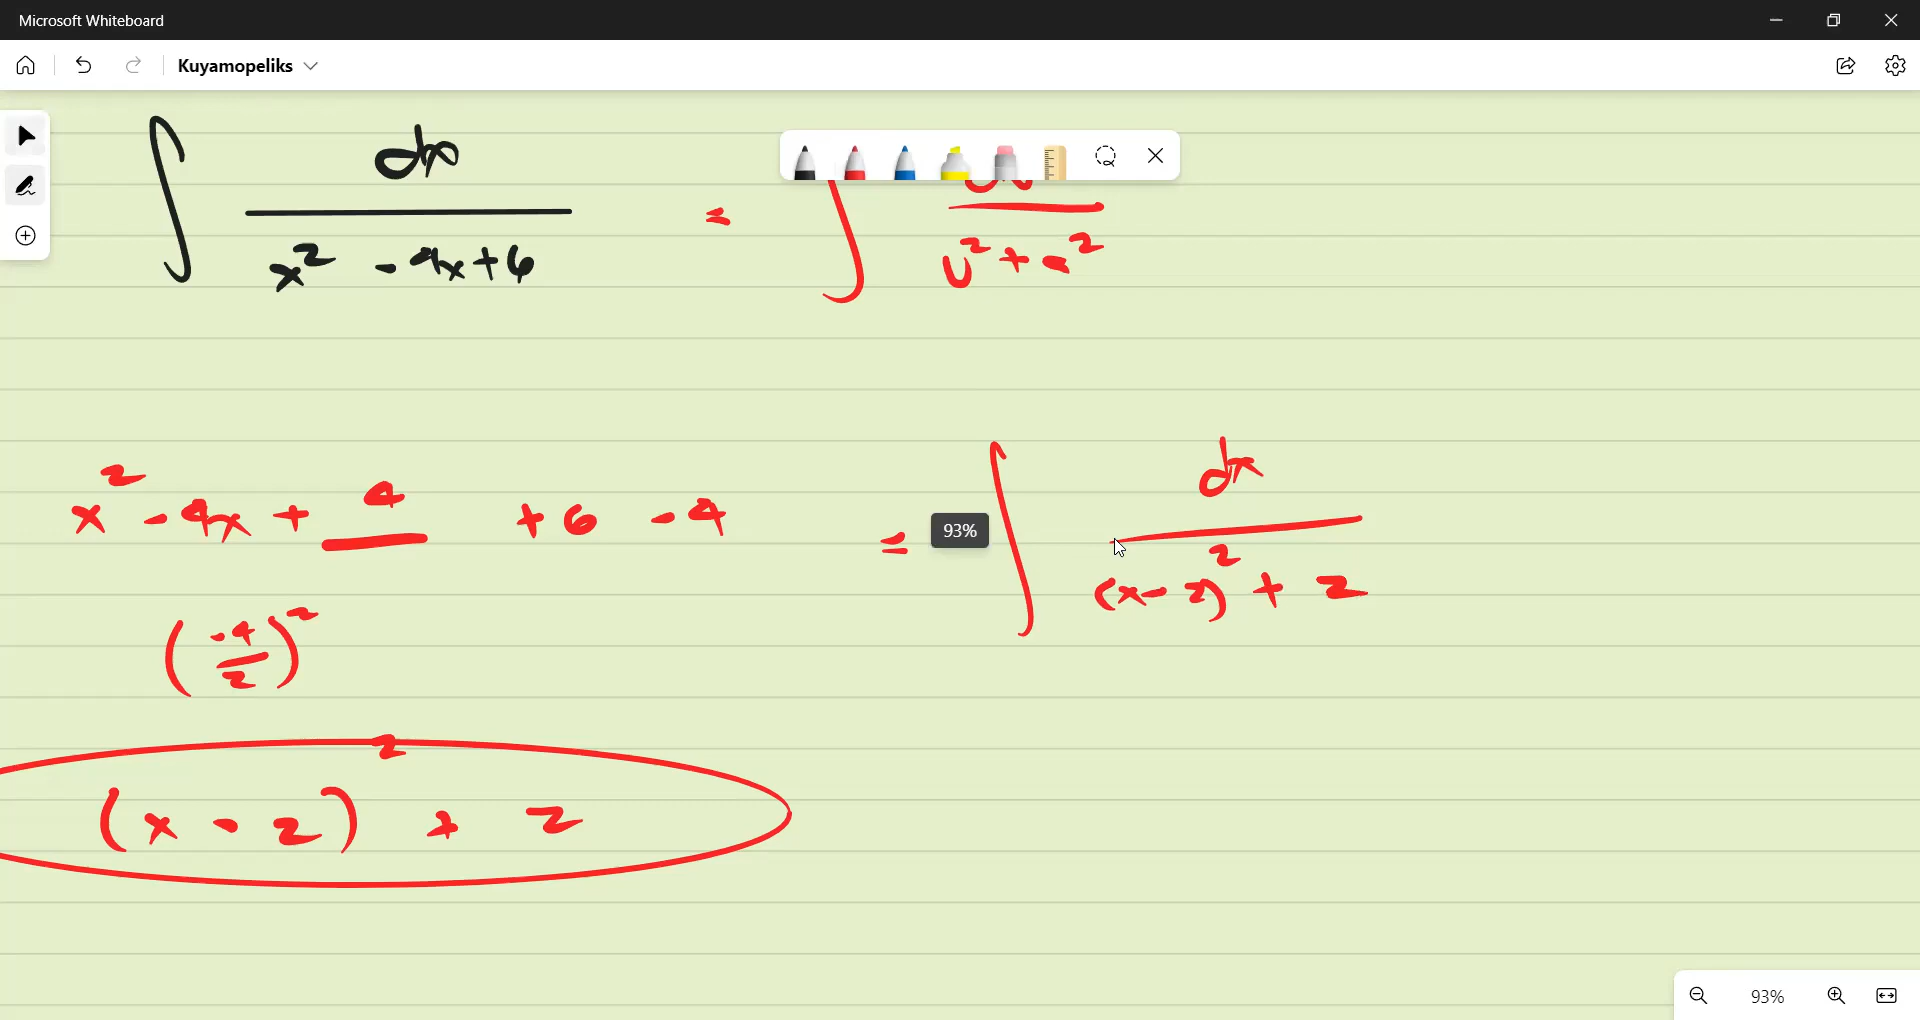 Microsoft Whiteboard
Kuyamopeliks
∫ dx / (x² - 4x + 6) = ∫ du / (u² + a²)
x² - 4x + 4 + 6 - 4
(-4/2)²
(x - 2)² + 2
= ∫ dx / ((x - 2)² + 2)
93%
93%